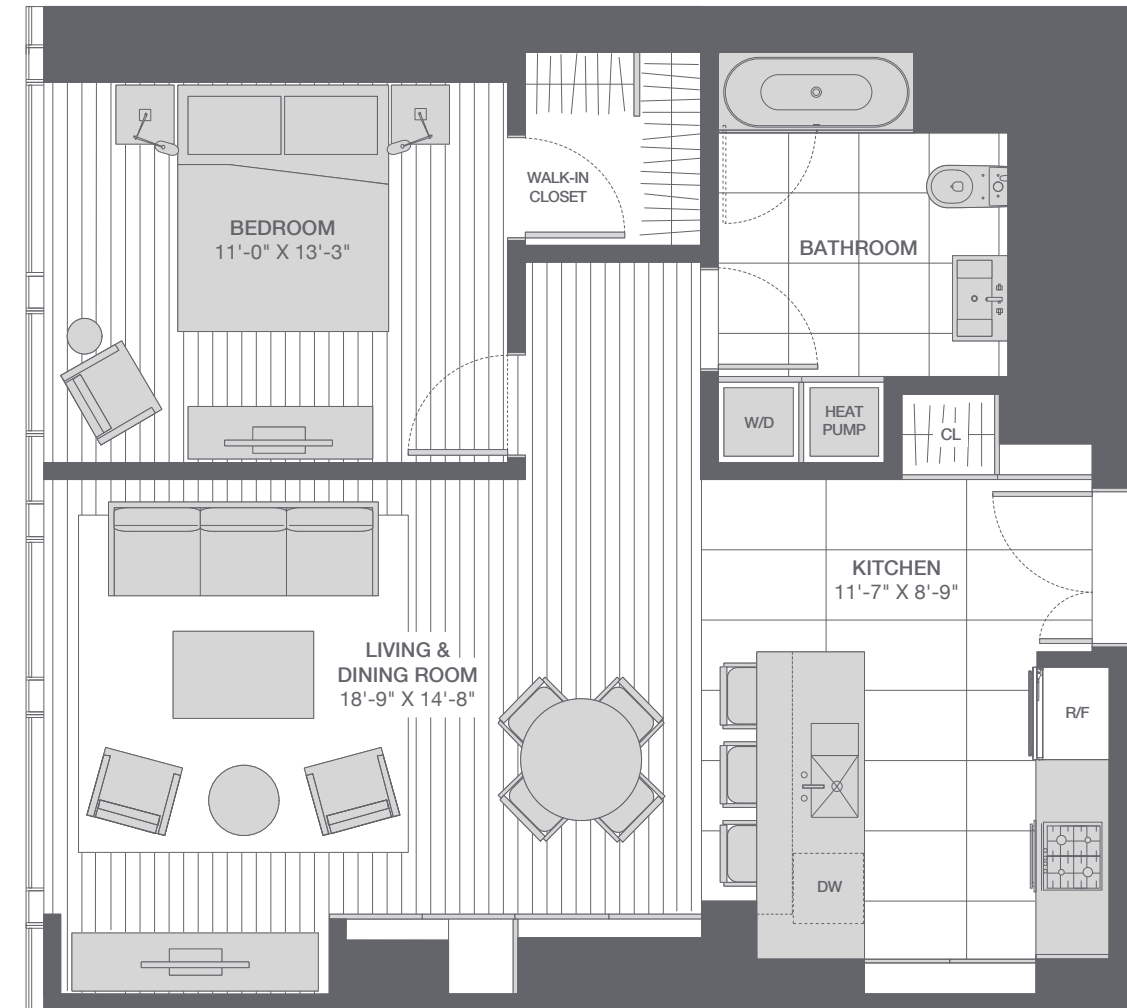 WALK-IN
CLOSET
BEDROOM
11'-0" X 13'-3"
BATHROOM
W/D
HEAT
PUMP
CL
KITCHEN
11'-7" X 8'-9"
LIVING &
DINING ROOM
18'-9" X 14'-8"
R/F
DW